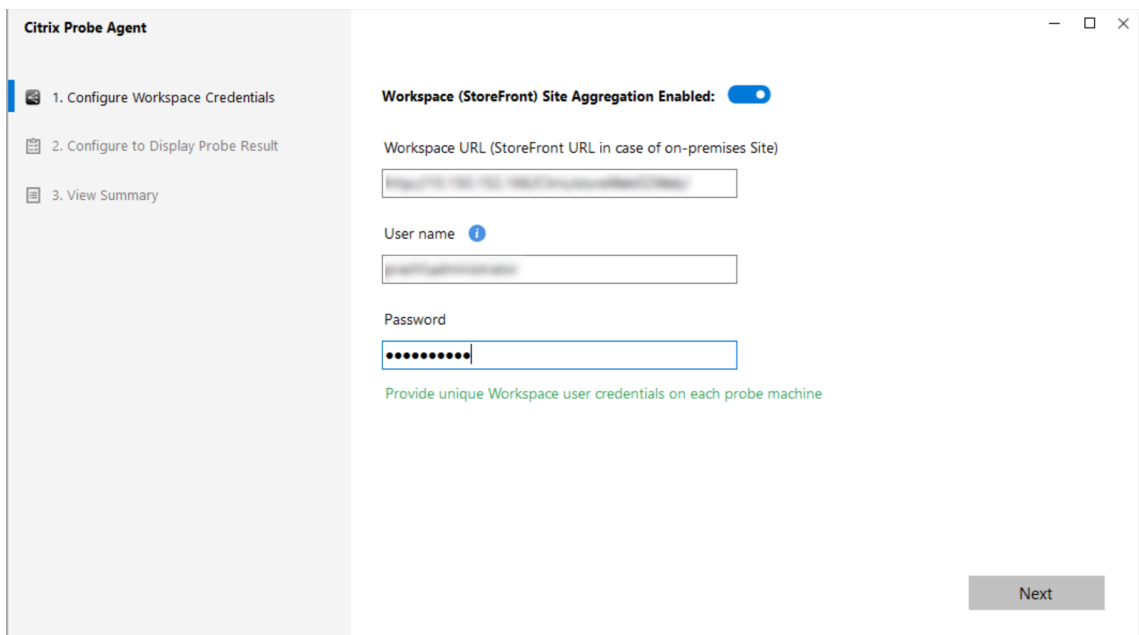 Citrix Probe Agent
1. Configure Workspace Credentials
2. Configure to Display Probe Result
3. View Summary
Workspace (StoreFront) Site Aggregation Enabled:
Workspace URL (StoreFront URL in case of on-premises Site)
User name
Password
••••••••••
Provide unique Workspace user credentials on each probe machine
Next